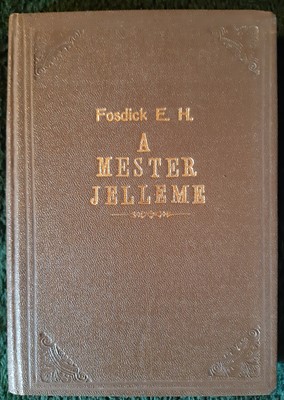 Fosdick E. H.
A
MESTER
JELLEME